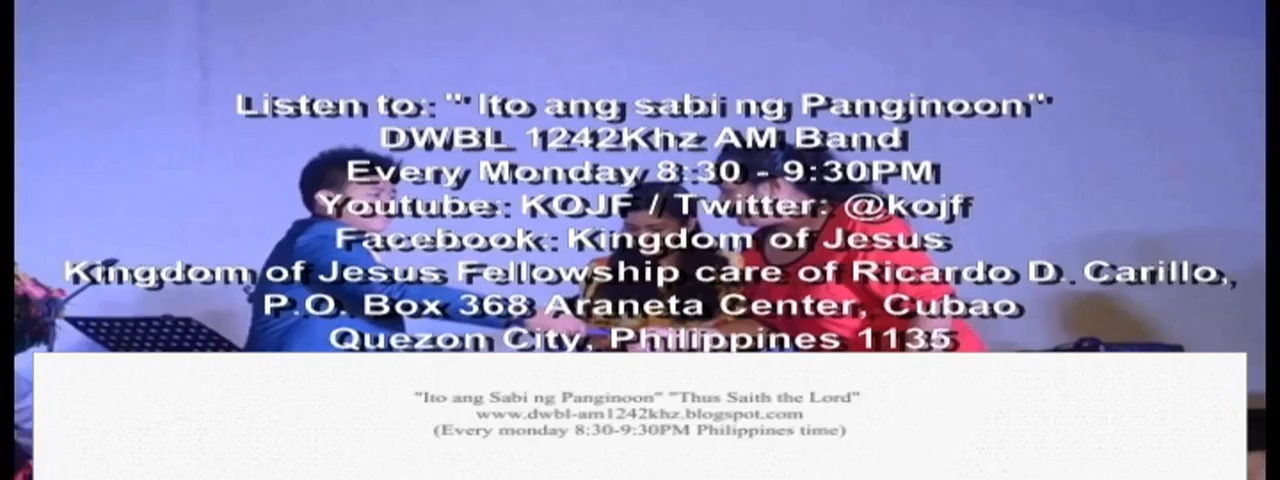 Listen to: "' Ito ang sabi ng Panginoon"'
DWBL 1242Khz AM Band
Every Monday 8:30 - 9:30PM
Youtube: KOJF / Twitter: @kojff
Facebook: Kingdom of Jesus
Kingdom of Jesus Fellowship care of Ricardo D. Carillo,
P.O. Box 368 Araneta Center, Cubao
Quezon City, Philippines 1135
"Ito ang Sabi ng Panginoon" "Thus Saith the Lord"
www.dwbl-am1242khz.blogspot.com
(Every monday 8:30-9:30PM Philippines time)